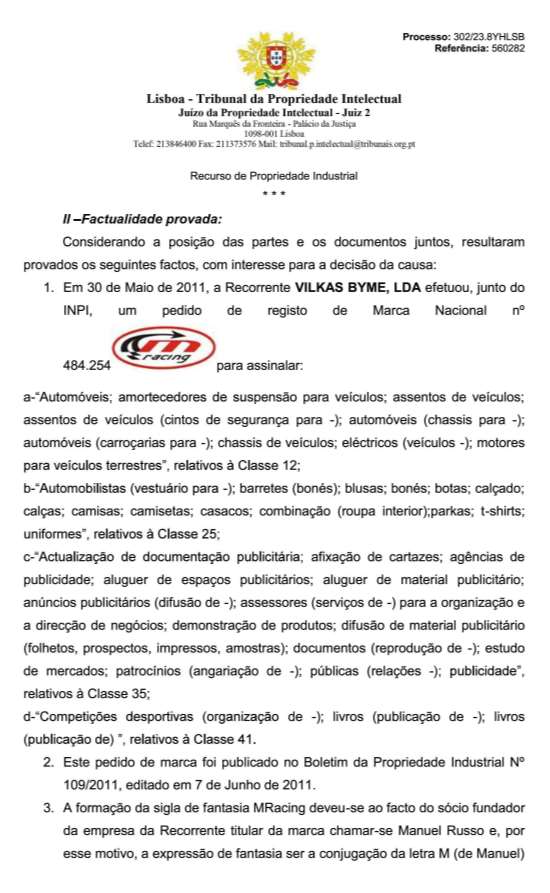 Processo: 302/23.8YHLSB
Referência: 560282
Lisboa - Tribunal da Propriedade Intelectual
Juízo da Propriedade Intelectual - Juiz 2
Rua Marquês da Fronteira - Palácio da Justiça
1098-001 Lisboa
Telef: 213846400 Fax: 211373576 Mail: tribunal.p.intelectual@tribunais.org.pt
Recurso de Propriedade Industrial
* * *
II –Factualidade provada:
Considerando a posição das partes e os documentos juntos, resultaram
provados os seguintes factos, com interesse para a decisão da causa:
1. Em 30 de Maio de 2011, a Recorrente VILKAS BYME, LDA efetuou, junto do
INPI, um pedido de registo de Marca Nacional nº
484.254 m racing para assinalar:
a-“Automóveis; amortecedores de suspensão para veículos; assentos de veículos;
assentos de veículos (cintos de segurança para -); automóveis (chassis para -);
automóveis (carroçarias para -); chassis de veículos; eléctricos (veículos -); motores
para veículos terrestres”, relativos à Classe 12;
b-“Automobilistas (vestuário para -); barretes (bonés); blusas; bonés; botas; calçado;
calças; camisas; camisetas; casacos; combinação (roupa interior);parkas; t-shirts;
uniformes”, relativos à Classe 25;
c-“Actualização de documentação publicitária; afixação de cartazes; agências de
publicidade; aluguer de espaços publicitários; aluguer de material publicitário;
anúncios publicitários (difusão de -); assessores (serviços de -) para a organização e
a direcção de negócios; demonstração de produtos; difusão de material publicitário
(folhetos, prospectos, impressos, amostras); documentos (reprodução de -); estudo
de mercados; patrocínios (angariação de -); públicas (relações -); publicidade”,
relativos à Classe 35;
d-“Competições desportivas (organização de -); livros (publicação de -); livros
(publicação de) ”, relativos à Classe 41.
2. Este pedido de marca foi publicado no Boletim da Propriedade Industrial Nº
109/2011, editado em 7 de Junho de 2011.
3. A formação da sigla de fantasia MRacing deveu-se ao facto do sócio fundador
da empresa da Recorrente titular da marca chamar-se Manuel Russo e, por
esse motivo, a expressão de fantasia ser a conjugação da letra M (de Manuel)